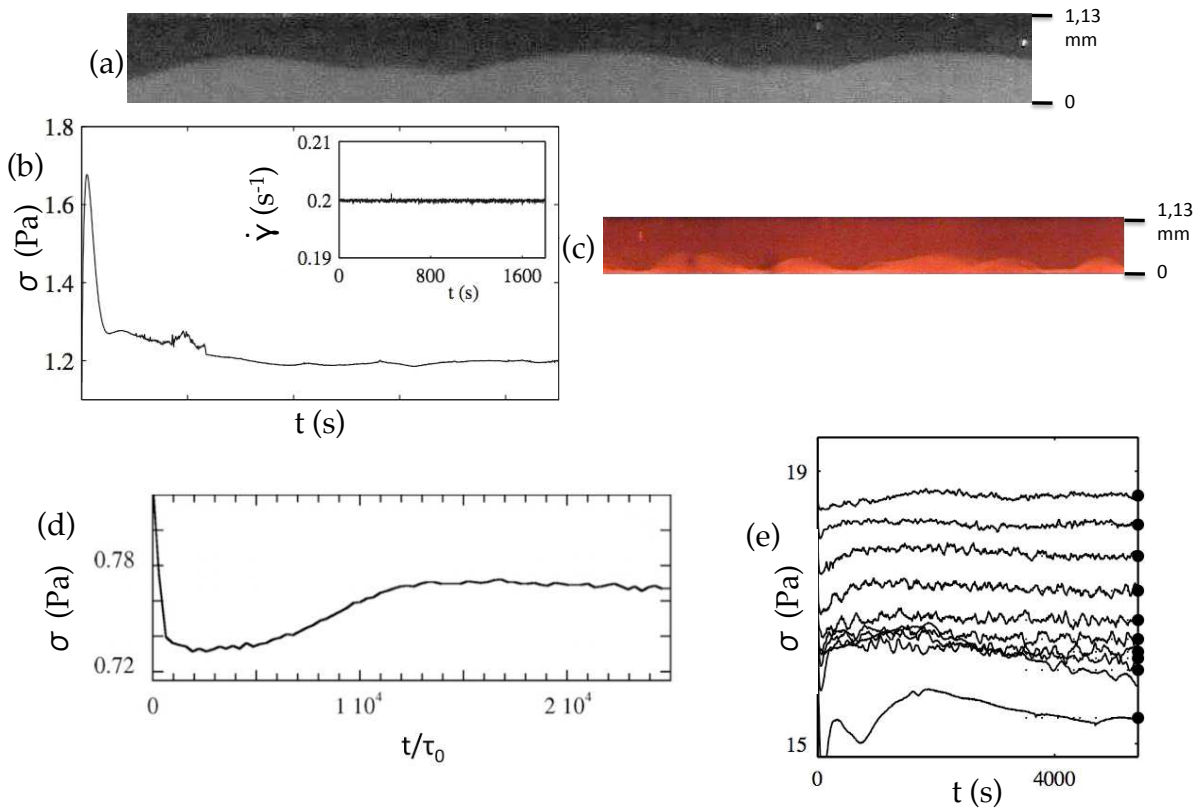 (a)
1,13
mm
0
(b)
1.8
1.6
1.4
1.2
σ (Pa)
t (s)
0.21
0.2
0.19
γ̇ (s⁻¹)
0
800
1600
t (s)
(c)
1,13
mm
0
(d)
0.78
0.72
σ (Pa)
0
1 10⁴
2 10⁴
t/τ₀
(e)
19
15
σ (Pa)
0
4000
t (s)